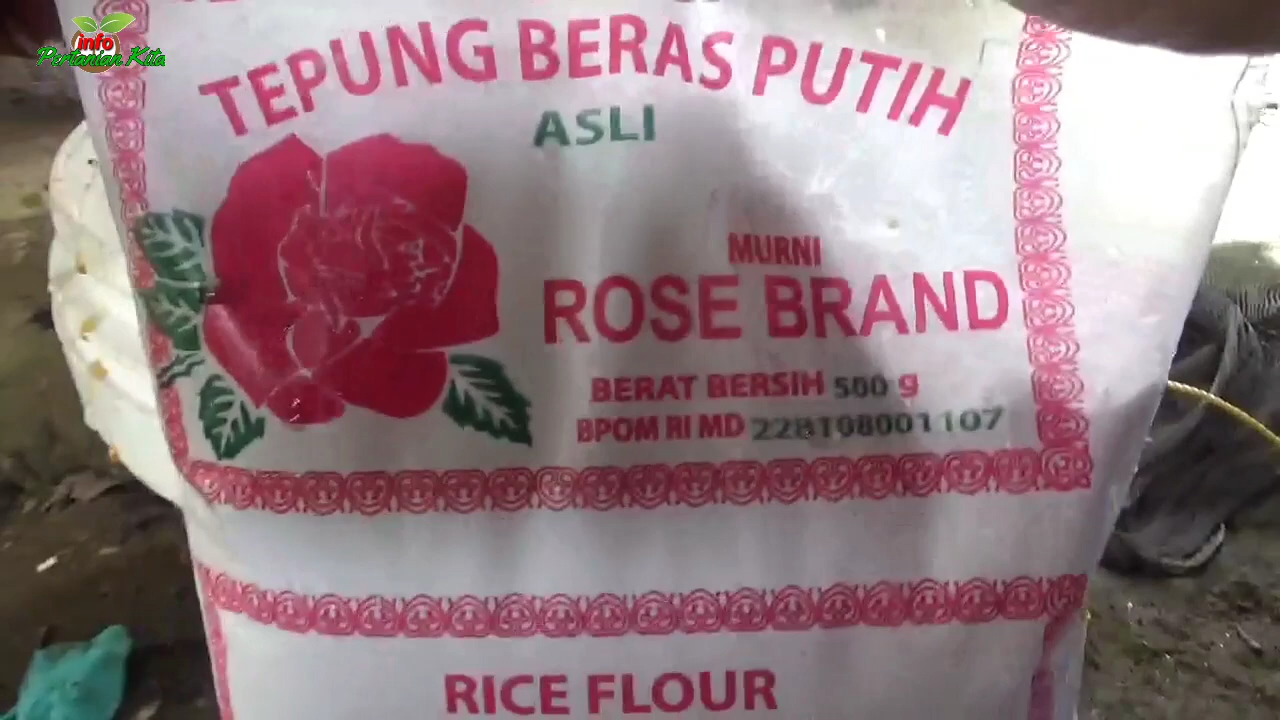 info
Pertanian Kita
TEPUNG BERAS PUTIH
ASLI
MURNI
ROSE BRAND
BERAT BERSIH 500 g
BPOM RI MD 228108001107
RICE FLOUR